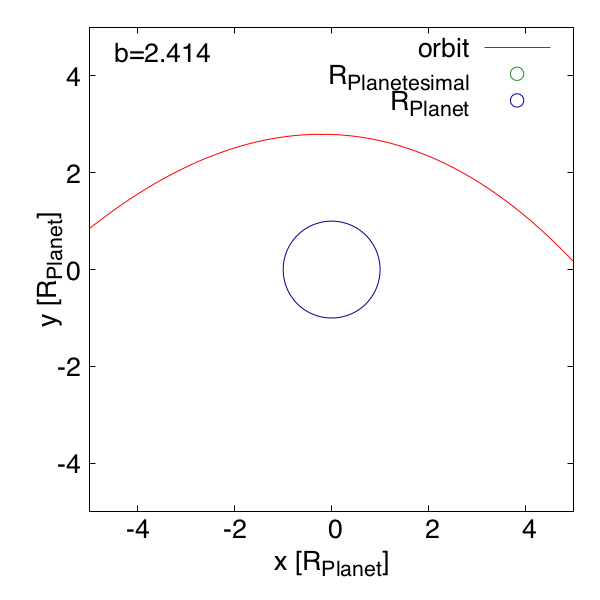 b=2.414
orbit
R_Planetesimal
R_Planet
4
2
0
-2
-4
y [R_Planet]
-4 -2 0 2 4
x [R_Planet]